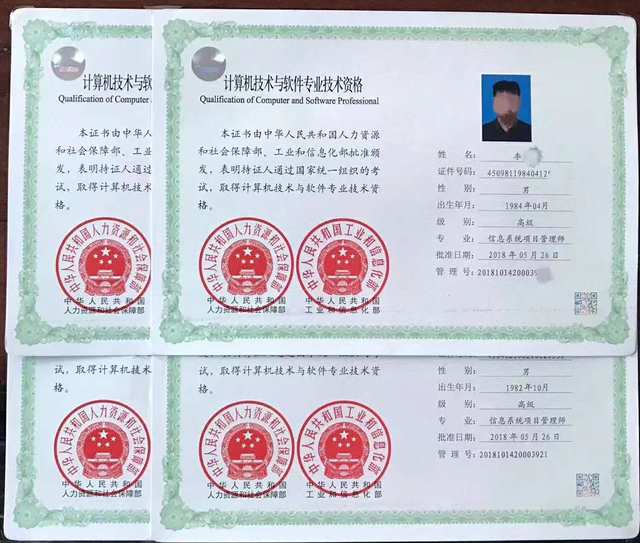 计算机技术与软
Qualification of Computer
本证书由中华人
和社会保障部、工业
发，表明持证人通过
试，取得计算机技术
格。
中华人民共和国人力资源和社会保障部
中华人民共和国
人力资源和社会保障部
计算机技术与软件专业技术资格
Qualification of Computer and Software Professional
本证书由中华人民共和国人力资源
和社会保障部、工业和信息化部批准颁
发，表明持证人通过国家统一组织的考
试，取得计算机技术与软件专业技术资
格。
中华人民共和国人力资源和社会保障部
中华人民共和国
人力资源和社会保障部
中华人民共和国工业和信息化部
中华人民共和国
工业和信息化部
姓 名： 李
证件号码： 45098119840412
性 别： 男
出生年月： 1984年04月
级 别： 高级
专 业： 信息系统项目管理师
批准日期： 2018年05月26日
管 理 号： 20181014200039
试，取得计算机技术
格。
中华人民共和国人力资源和社会保障部
中华人民共和国
人力资源和社会保障部
试，取得计算机技术与软件专业技术资
格。
中华人民共和国人力资源和社会保障部
中华人民共和国
人力资源和社会保障部
中华人民共和国工业和信息化部
中华人民共和国
工业和信息化部
性 别： 男
出生年月： 1982年10月
级 别： 高级
专 业： 信息系统项目管理师
批准日期： 2018年05月26日
管 理 号： 2018101420003921